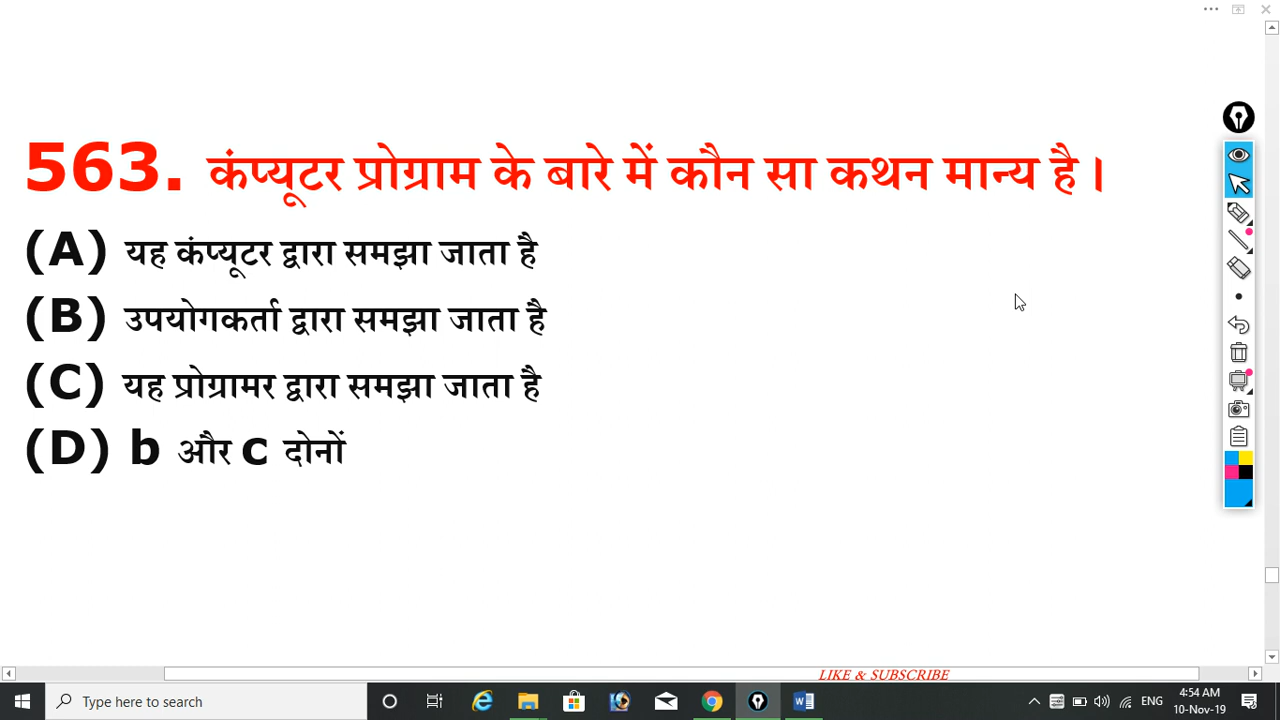 563. कंप्यूटर प्रोग्राम के बारे में कौन सा कथन मान्य है।
(A) यह कंप्यूटर द्वारा समझा जाता है
(B) उपयोगकर्ता द्वारा समझा जाता है
(C) यह प्रोग्रामर द्वारा समझा जाता है
(D) b और c दोनों
LIKE & SUBSCRIBE
Type here to search
ENG
4:54 AM
10-Nov-19